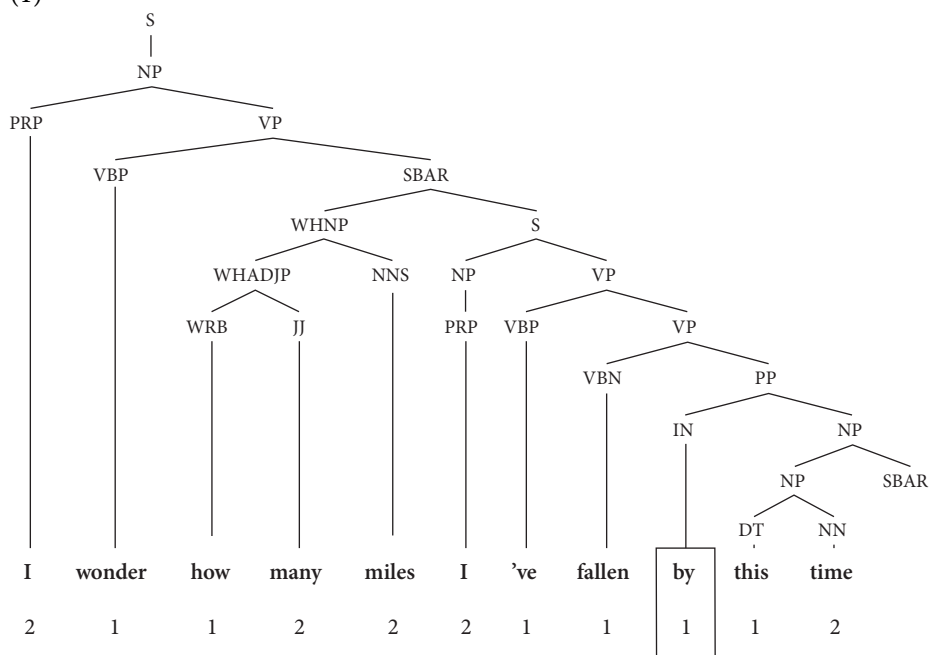 (1)
S
NP
PRP VP
VBP SBAR
WHNP S
WHADJP NNS NP VP
WRB JJ PRP VBP VP
VBN PP
IN NP
NP SBAR
DT NN
I wonder how many miles I 've fallen by this time
2 1 1 2 2 2 1 1 1 1 2